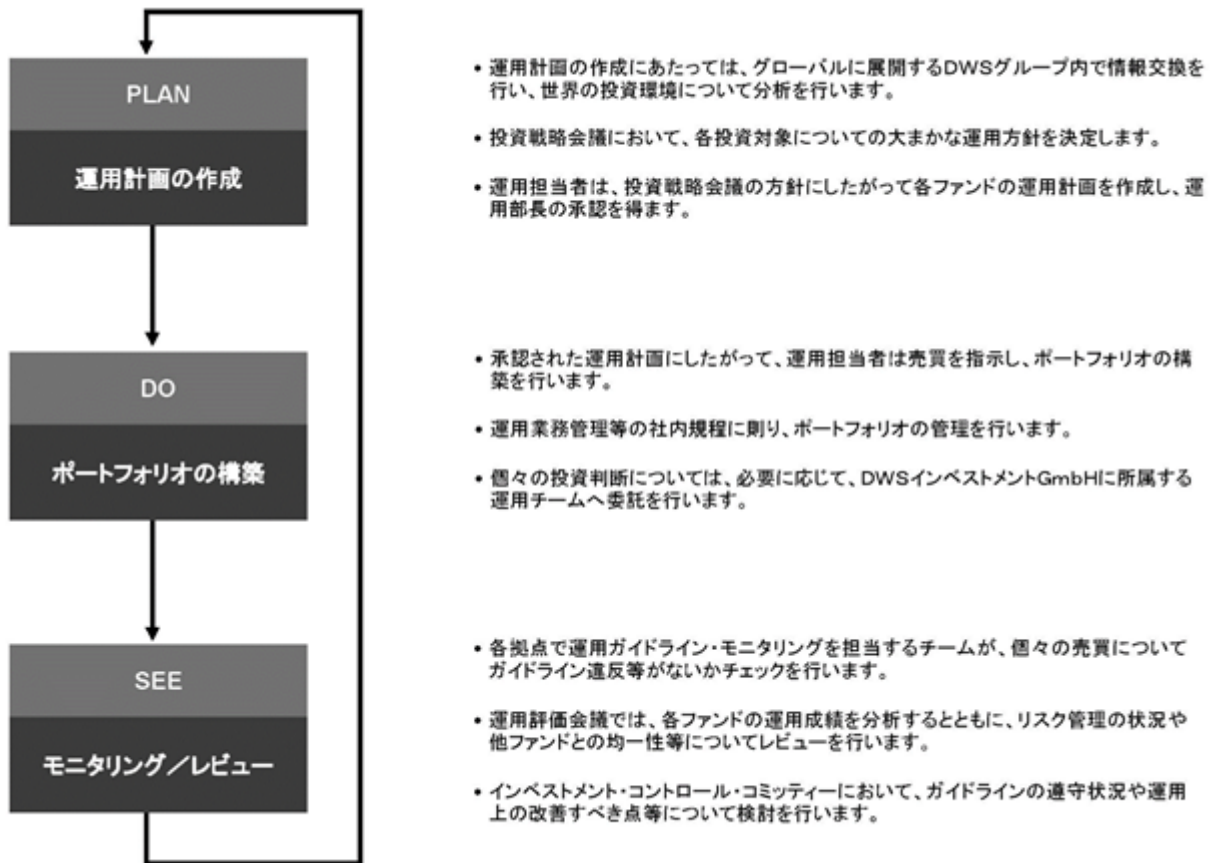 PLAN
運用計画の作成
• 運用計画の作成にあたっては、グローバルに展開するDWSグループ内で情報交換を
行い、世界の投資環境について分析を行います。
• 投資戦略会議において、各投資対象についての大まかな運用方針を決定します。
• 運用担当者は、投資戦略会議の方針にしたがって各ファンドの運用計画を作成し、運
用部長の承認を得ます。
DO
ポートフォリオの構築
• 承認された運用計画にしたがって、運用担当者は売買を指示し、ポートフォリオの構
築を行います。
• 運用業務管理等の社内規程に則り、ポートフォリオの管理を行います。
• 個々の投資判断については、必要に応じて、DWSインベストメントGmbHに所属する
運用チームへ委託を行います。
SEE
モニタリング／レビュー
• 各拠点で運用ガイドライン・モニタリングを担当するチームが、個々の売買について
ガイドライン違反等がないかチェックを行います。
• 運用評価会議では、各ファンドの運用成績を分析するとともに、リスク管理の状況や
他ファンドとの均一性等についてレビューを行います。
• インベストメント・コントロール・コミッティーにおいて、ガイドラインの遵守状況や運用
上の改善すべき点等について検討を行います。